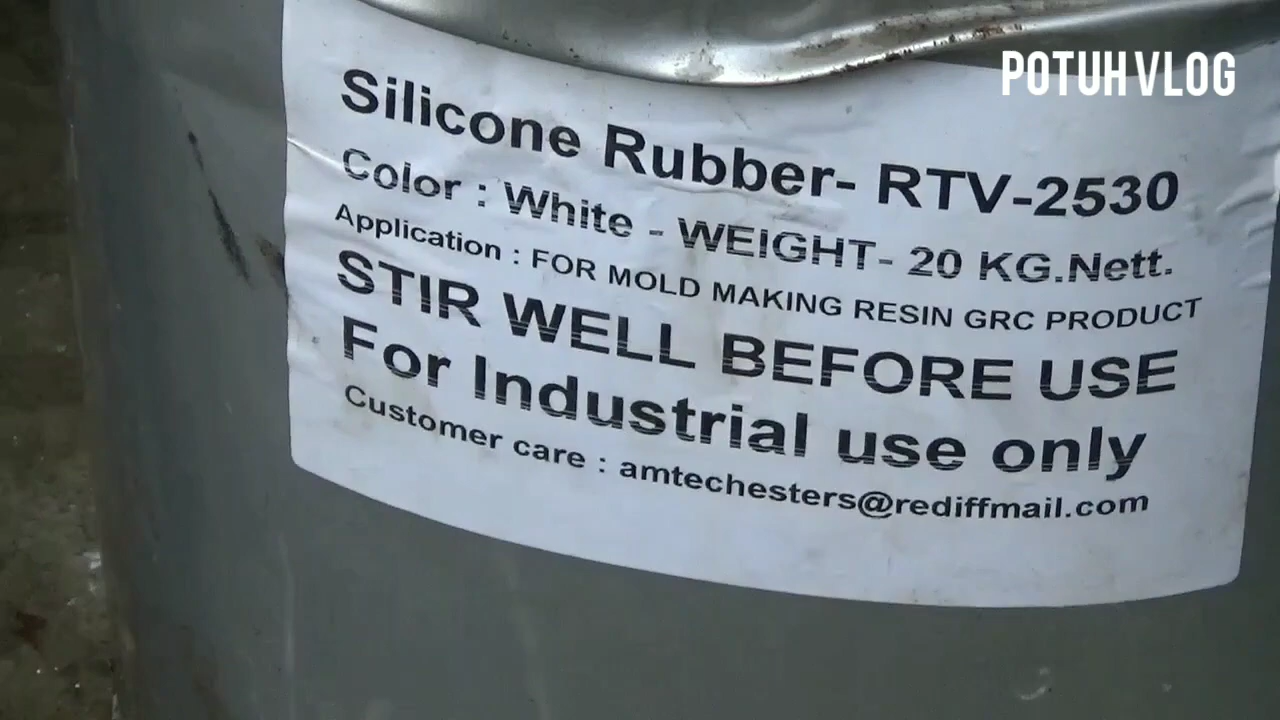 POTUH VLOG
Silicone Rubber- RTV-2530
Color : White - WEIGHT- 20 KG.Nett.
Application : FOR MOLD MAKING RESIN GRC PRODUCT
STIR WELL BEFORE USE
For Industrial use only
Customer care : amtechesters@rediffmail.com